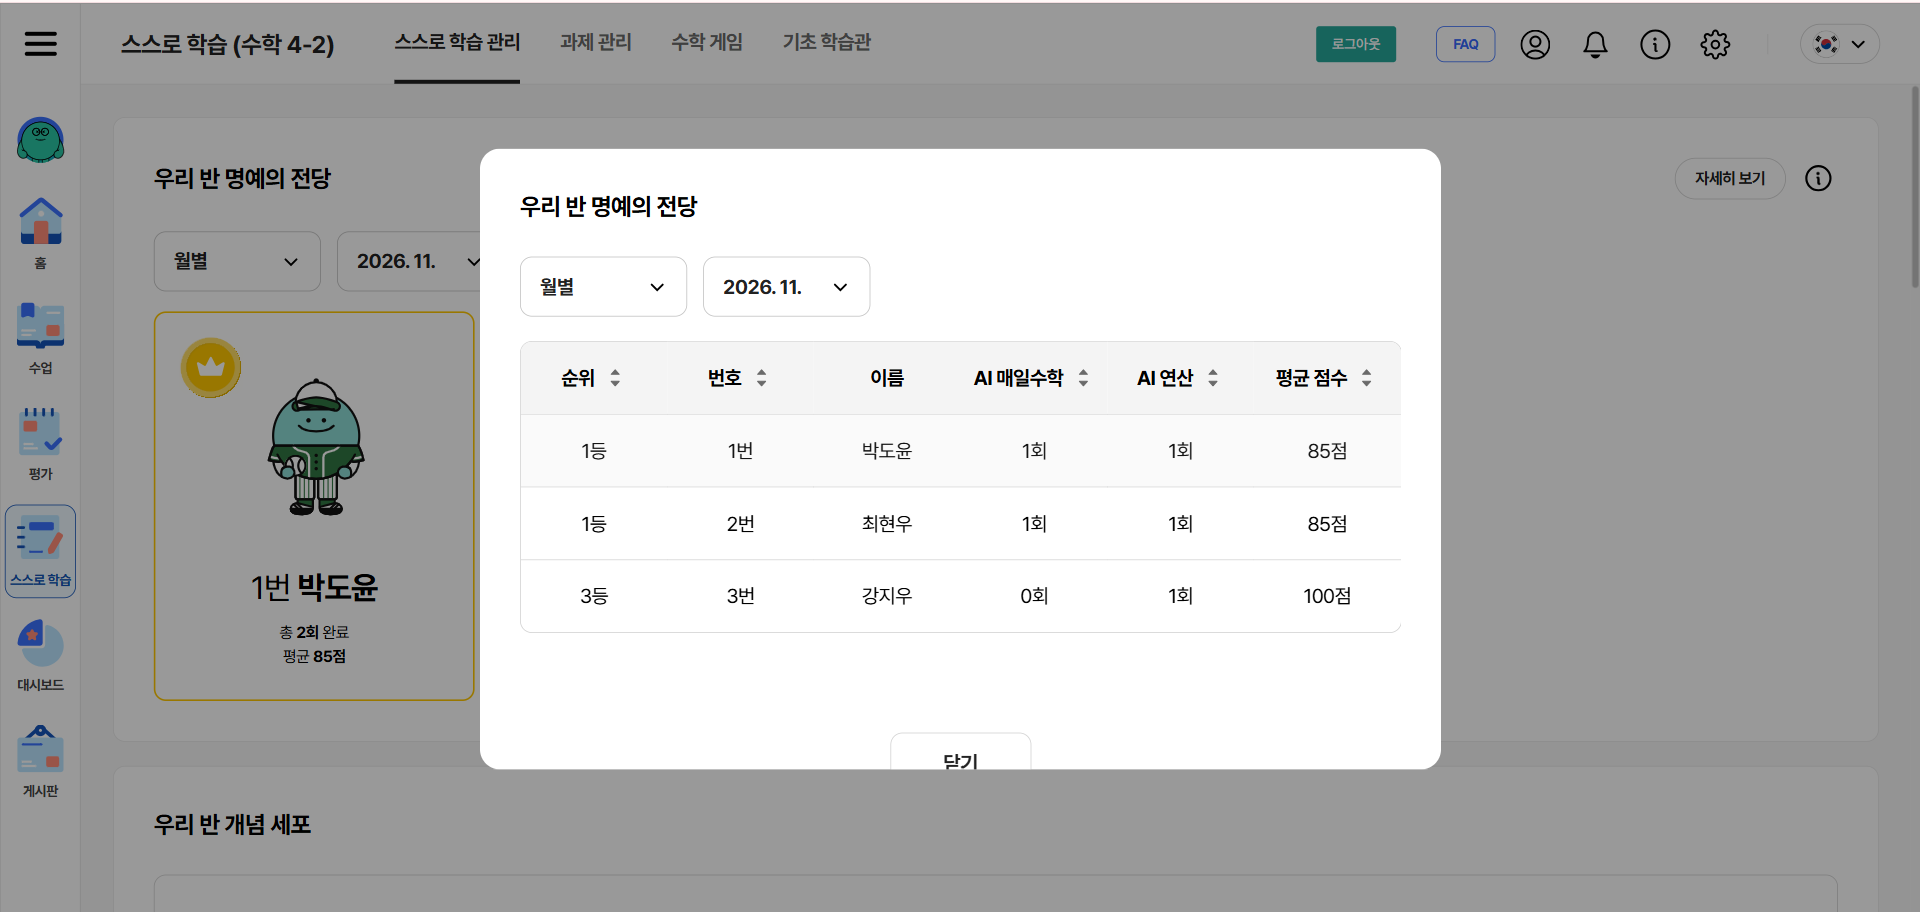 스스로 학습 (수학 4-2)
스스로 학습 관리
과제 관리
수학 게임
기초 학습관
로그아웃
FAQ
홈
수업
평가
스스로 학습
대시보드
게시판
우리 반 명예의 전당
자세히 보기
월별
2026. 11.
1번 박도윤
총 2회 완료
평균 85점
우리 반 명예의 전당
월별
2026. 11.
순위 번호 이름 AI 매일수학 AI 연산 평균 점수
1등 1번 박도윤 1회 1회 85점
1등 2번 최현우 1회 1회 85점
3등 3번 강지우 0회 1회 100점
닫기
우리 반 개념 세포